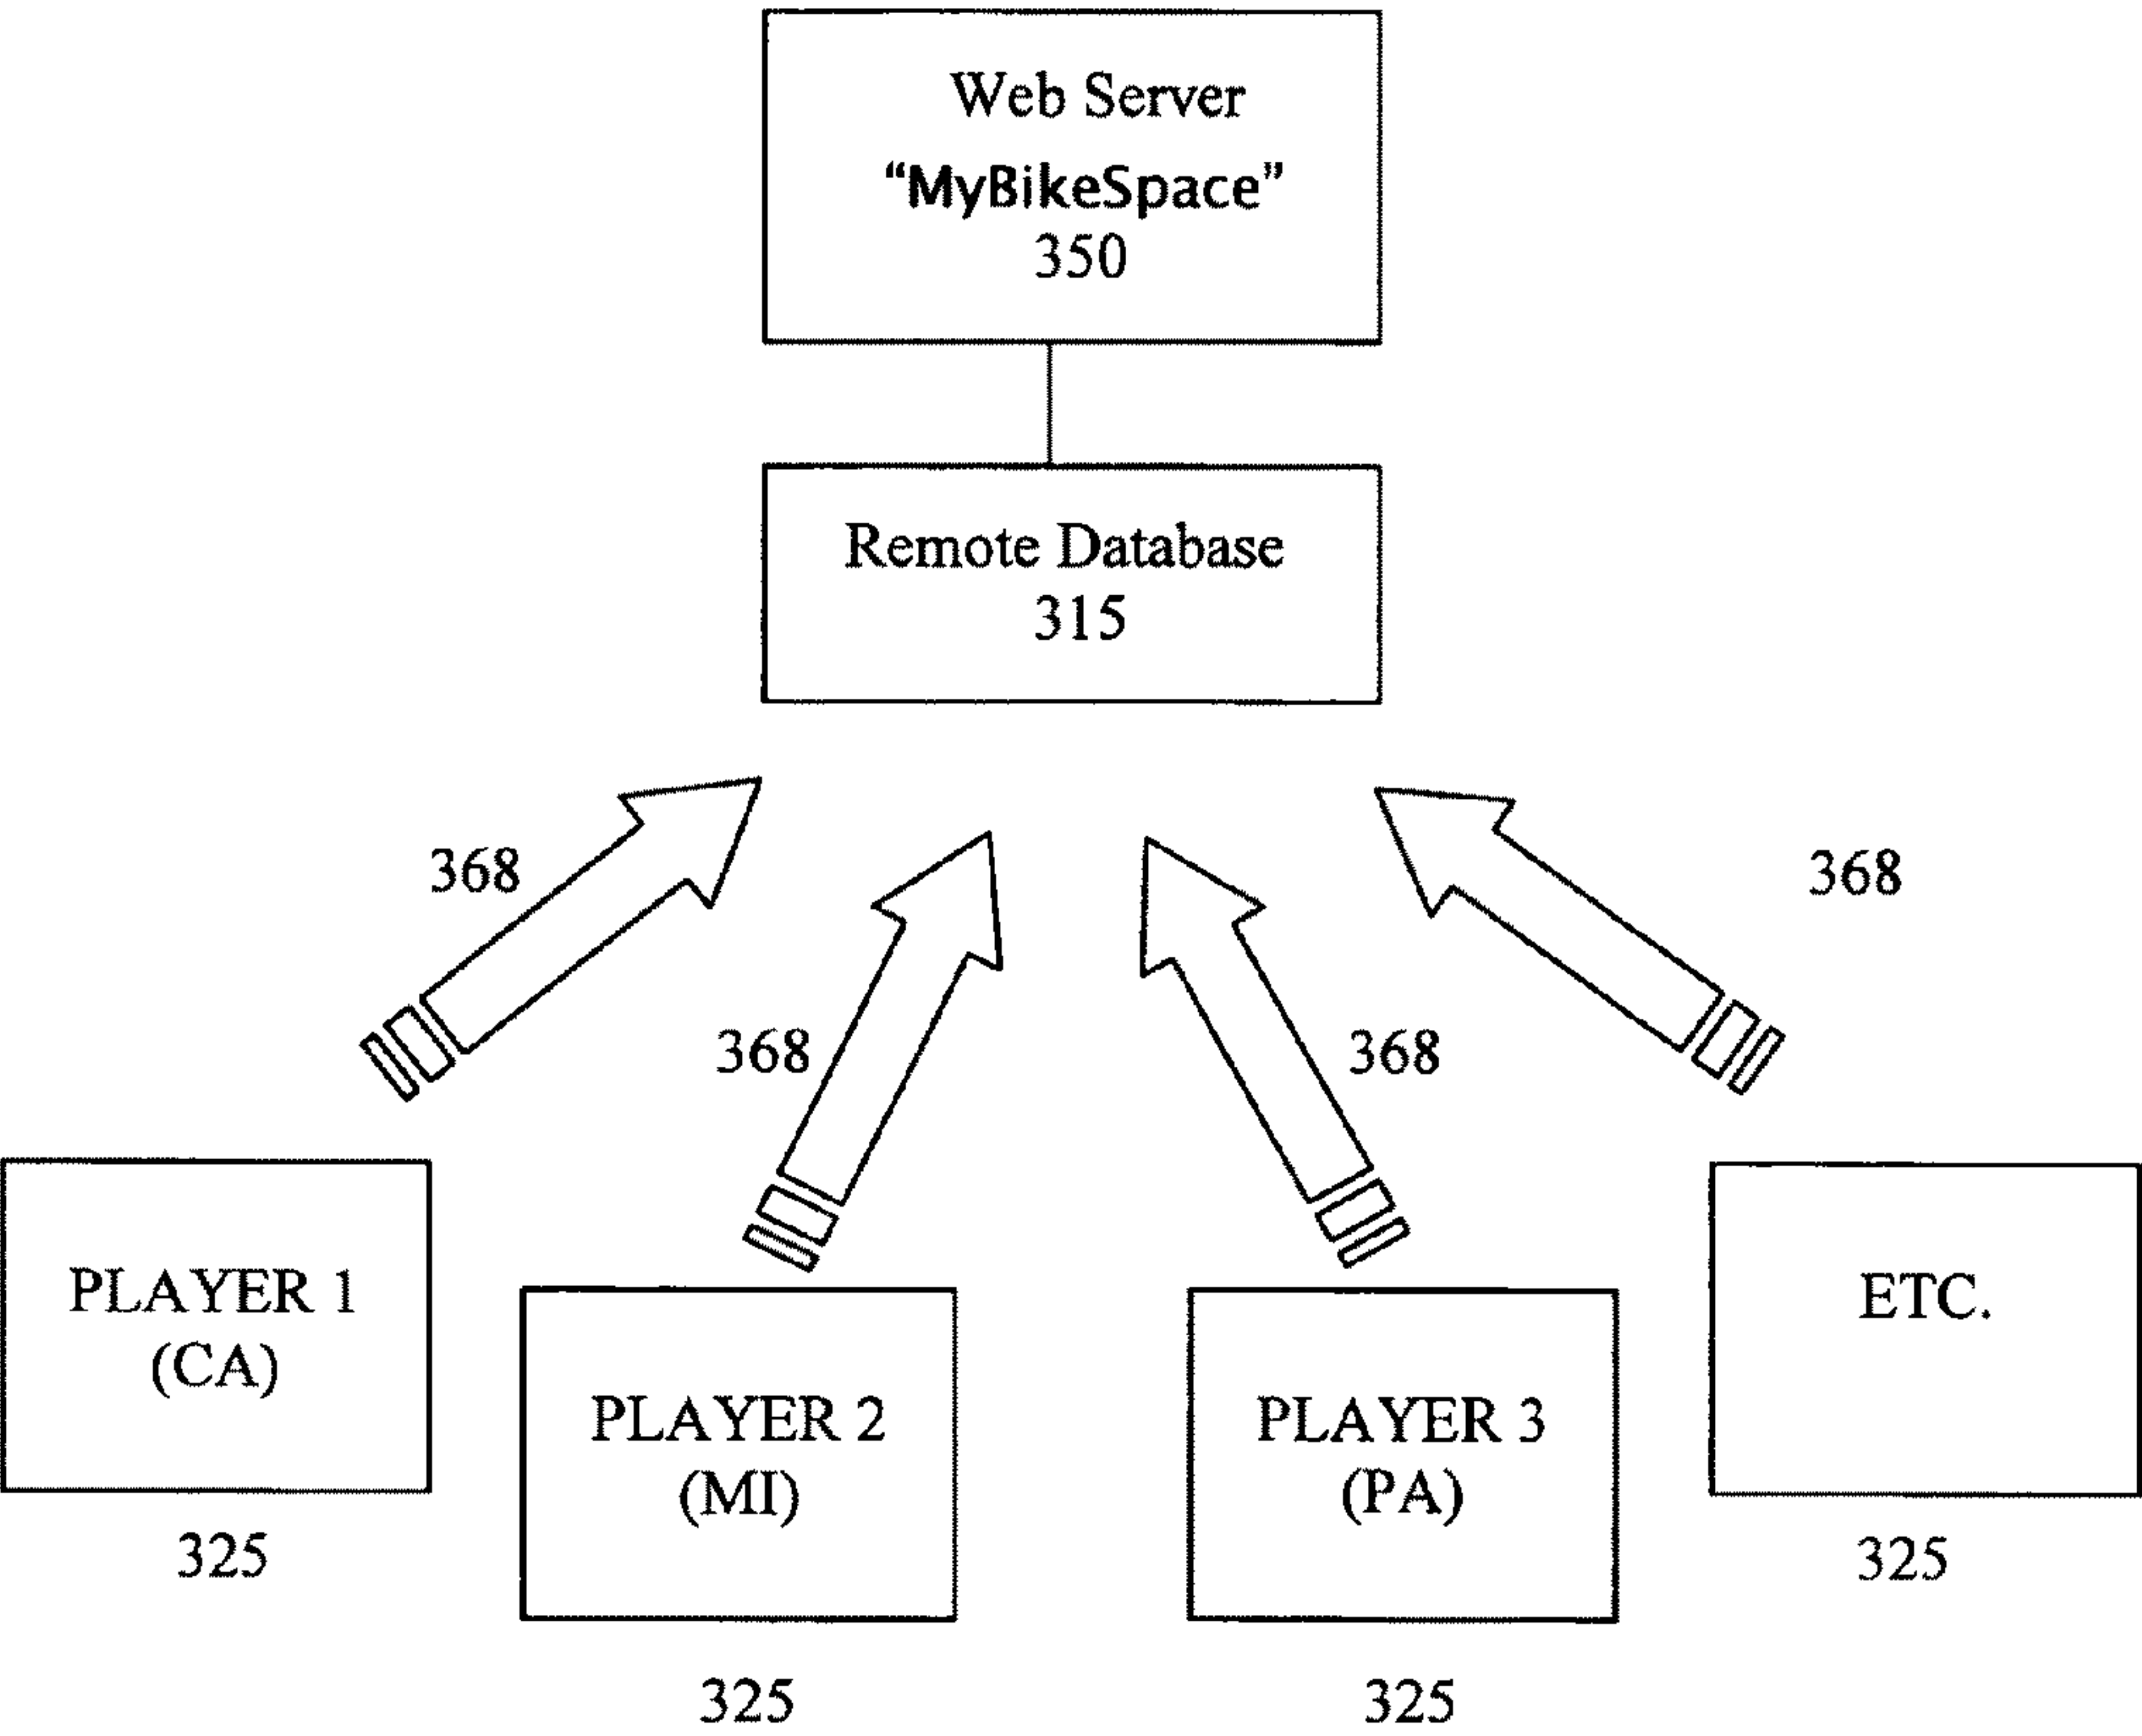 Web Server
“MyBikeSpace”
350
Remote Database
315
368
368
368
368
PLAYER 1
(CA)
325
PLAYER 2
(MI)
325
PLAYER 3
(PA)
325
ETC.
325